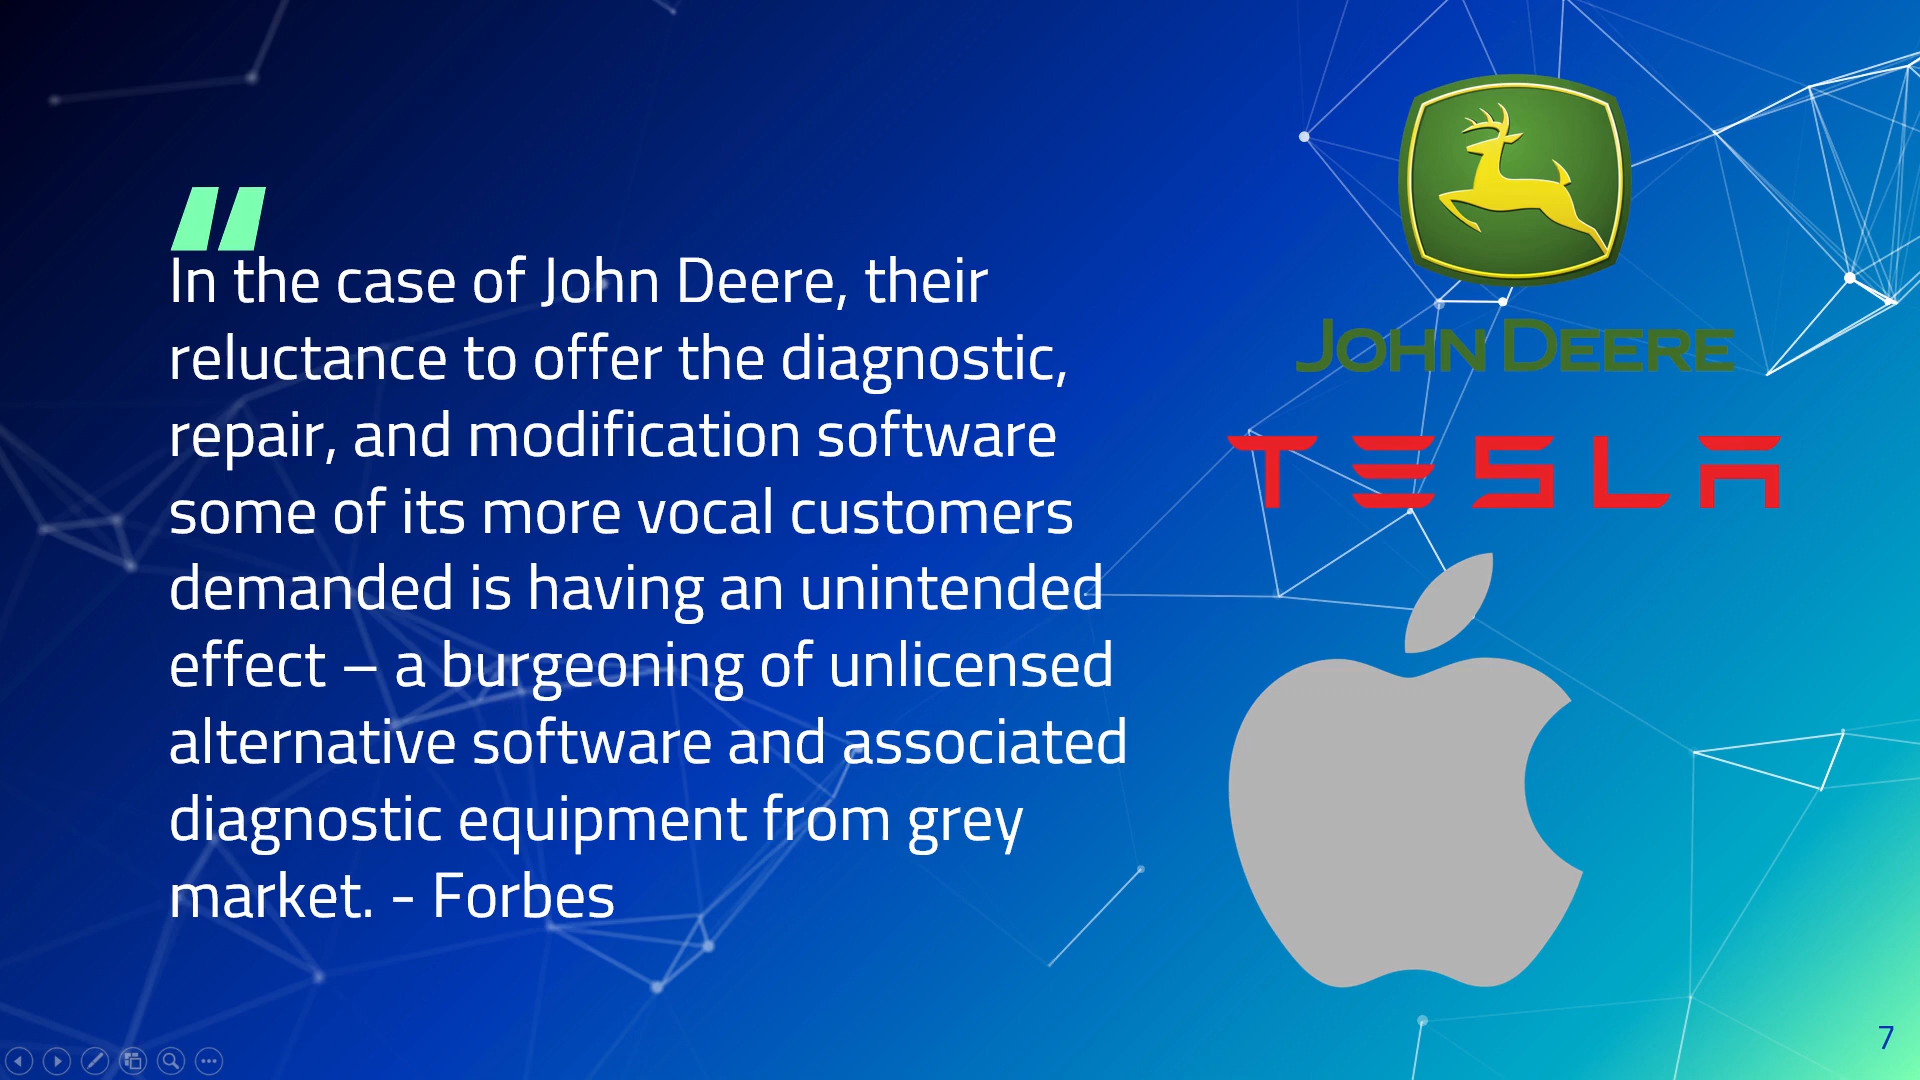 In the case of John Deere, their
reluctance to offer the diagnostic,
repair, and modification software
some of its more vocal customers
demanded is having an unintended
effect – a burgeoning of unlicensed
alternative software and associated
diagnostic equipment from grey
market. - Forbes
JOHN DEERE
TESLA
7